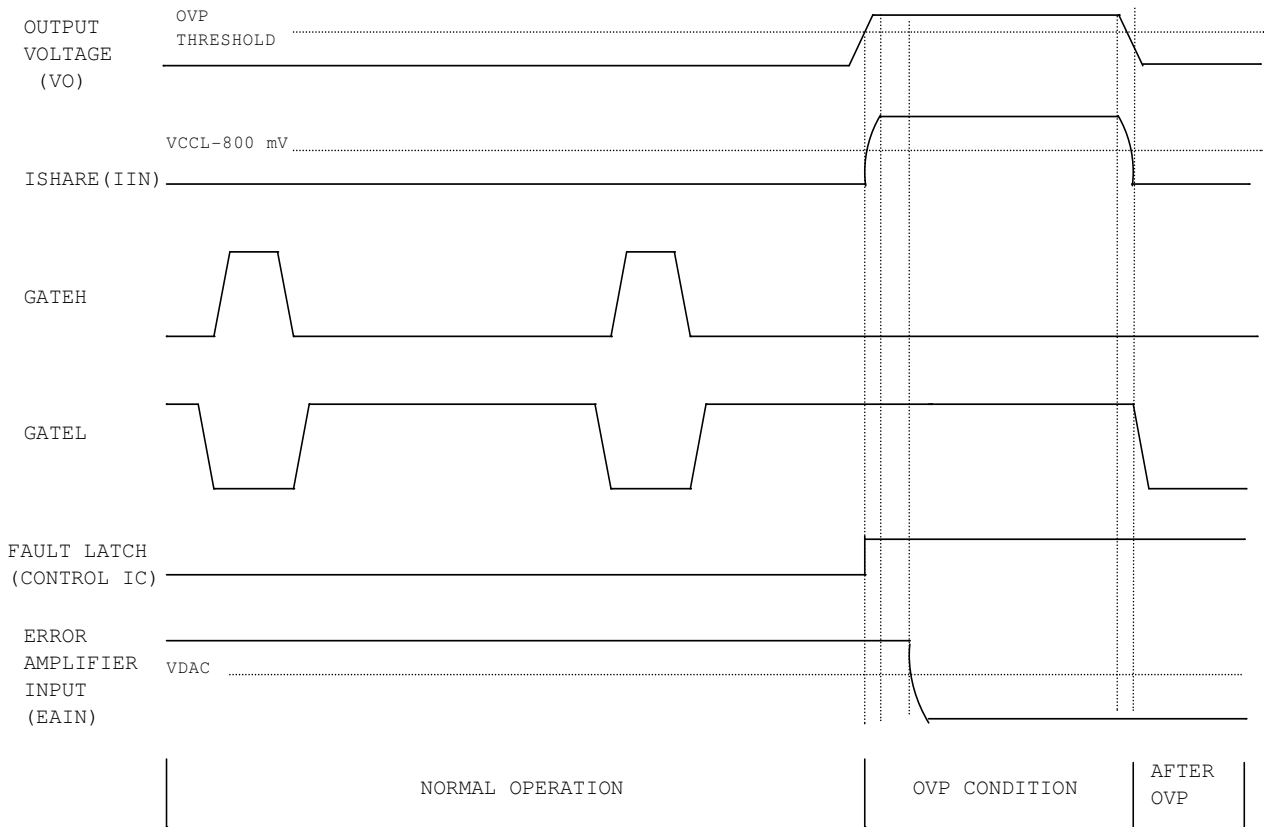 OUTPUT
VOLTAGE
(VO)
OVP
THRESHOLD
VCCL-800 mV
ISHARE(IIN)
GATEH
GATEL
FAULT LATCH
(CONTROL IC)
ERROR
AMPLIFIER
INPUT
(EAIN)
VDAC
NORMAL OPERATION
OVP CONDITION
AFTER
OVP